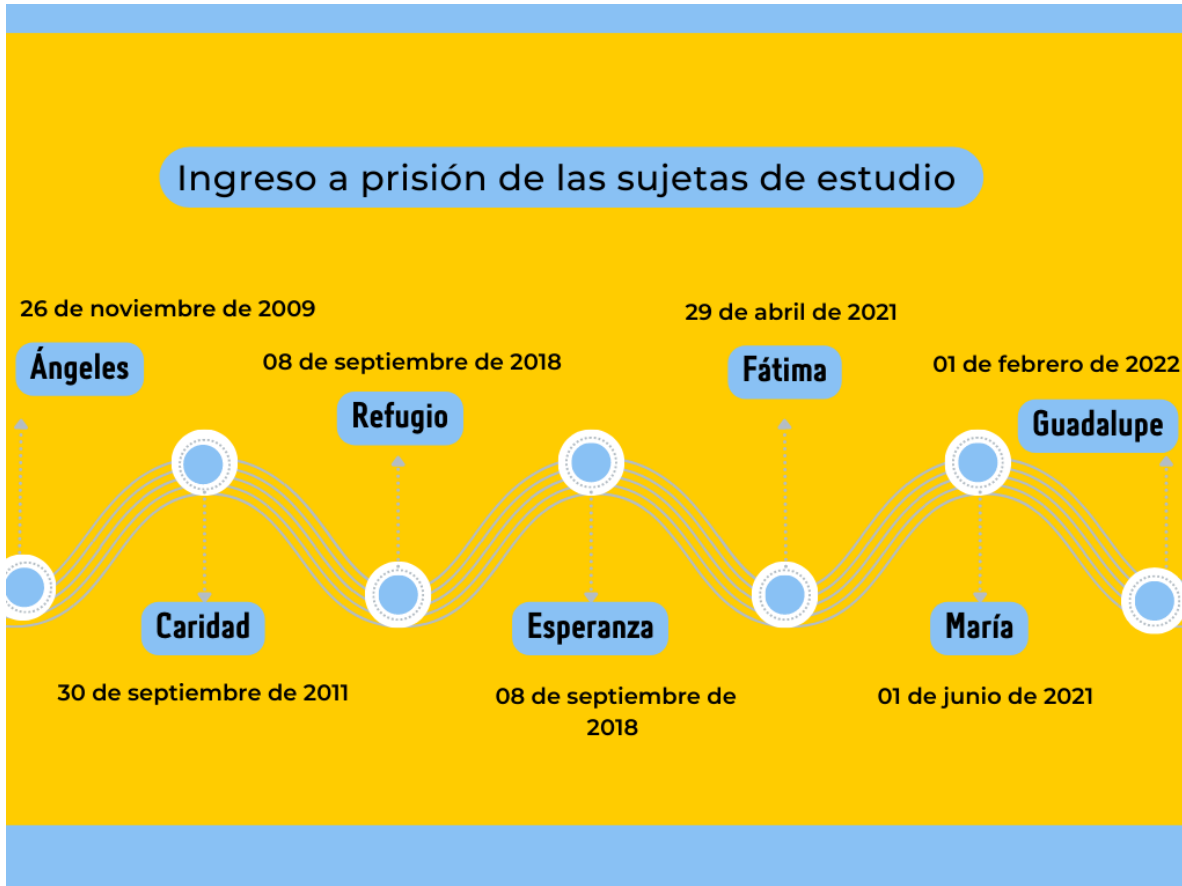 Ingreso a prisión de las sujetas de estudio
26 de noviembre de 2009
Ángeles
Caridad
30 de septiembre de 2011
08 de septiembre de 2018
Refugio
Esperanza
08 de septiembre de
2018
29 de abril de 2021
Fátima
María
01 de junio de 2021
01 de febrero de 2022
Guadalupe